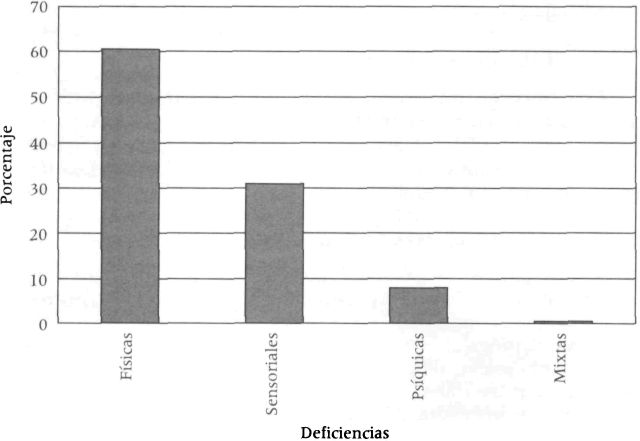 70
60
50
40
30
20
10
0
Porcentaje
Físicas
Sensoriales
Psíquicas
Mixtas
Deficiencias